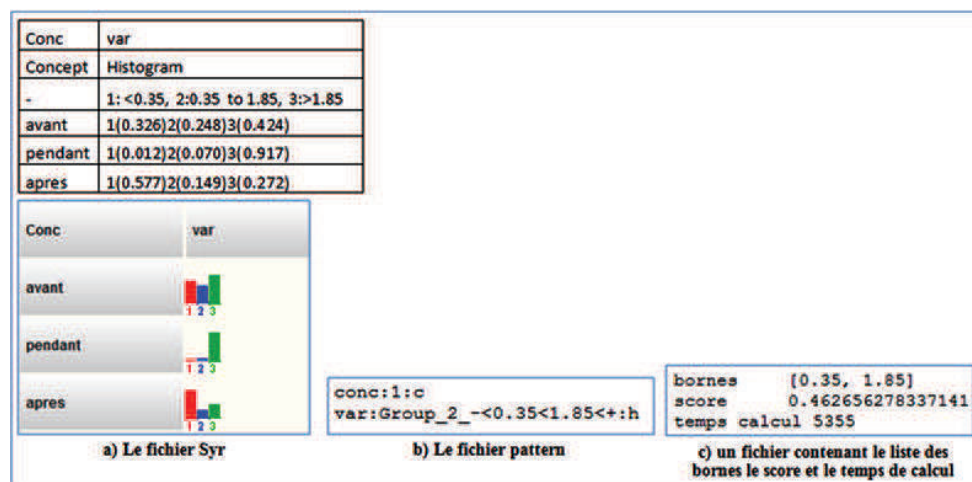 Conc var
Concept Histogram
- 1: <0.35, 2:0.35 to 1.85, 3:>1.85
avant 1(0.326)2(0.248)3(0.424)
pendant 1(0.012)2(0.070)3(0.917)
apres 1(0.577)2(0.149)3(0.272)
Conc var
avant
1 2 3
pendant
1 2 3
apres
1 2 3
a) Le fichier Syr
conc:1:c
var:Group_2_-<0.35<1.85<+:h
b) Le fichier pattern
bornes [0.35, 1.85]
score 0.462656278337141
temps calcul 5355
c) un fichier contenant le liste des
bornes le score et le temps de calcul